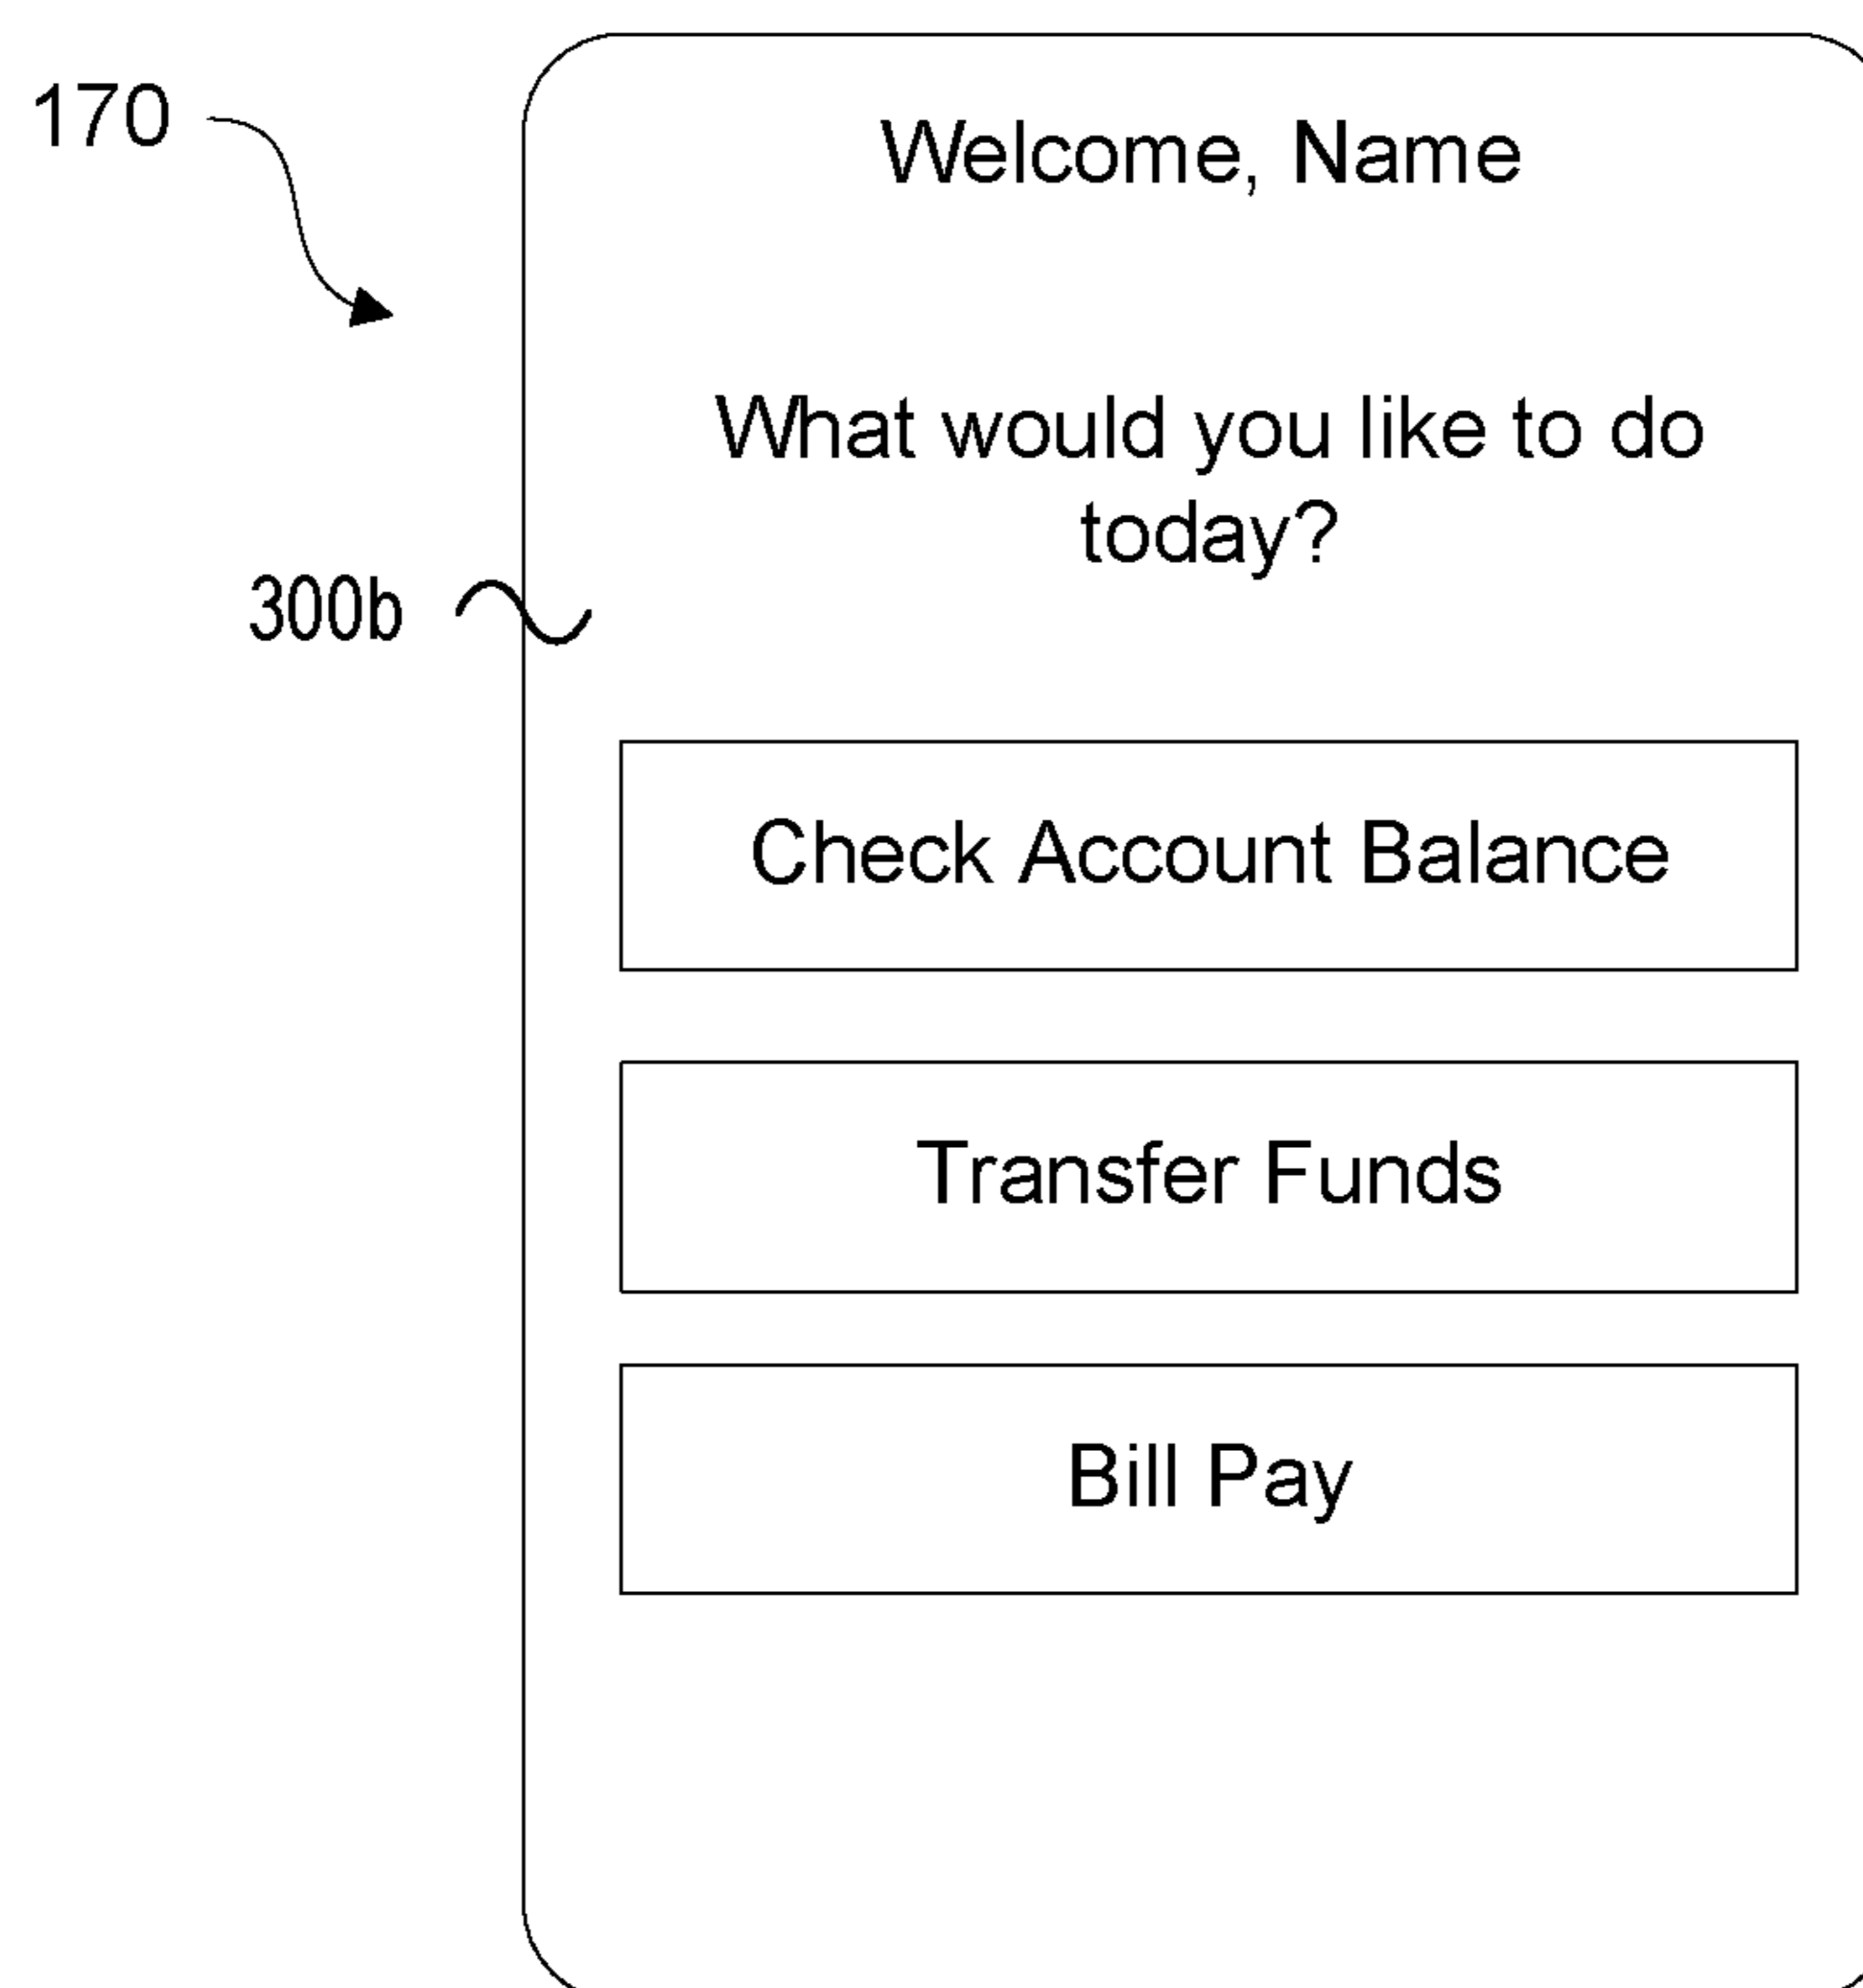 170
Welcome, Name
What would you like to do
today?
300b
Check Account Balance
Transfer Funds
Bill Pay